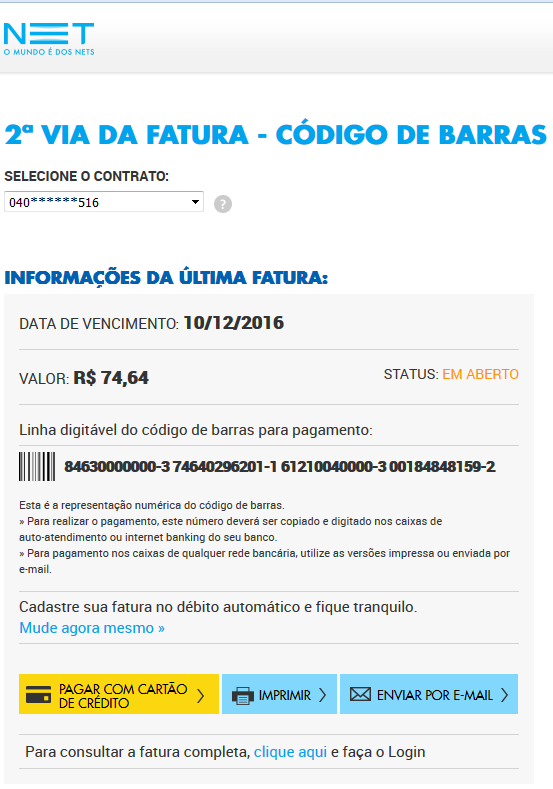 NET
O MUNDO É DOS NETS
2ª VIA DA FATURA - CÓDIGO DE BARRAS
SELECIONE O CONTRATO:
040******516
?
INFORMAÇÕES DA ÚLTIMA FATURA:
DATA DE VENCIMENTO: 10/12/2016
VALOR: R$ 74,64
STATUS: EM ABERTO
Linha digitável do código de barras para pagamento:
84630000000-3 74640296201-1 61210040000-3 00184848159-2
Esta é a representação numérica do código de barras.
» Para realizar o pagamento, este número deverá ser copiado e digitado nos caixas de
auto-atendimento ou internet banking do seu banco.
» Para pagamento nos caixas de qualquer rede bancária, utilize as versões impressa ou enviada por
e-mail.
Cadastre sua fatura no débito automático e fique tranquilo.
Mude agora mesmo »
PAGAR COM CARTÃO
DE CRÉDITO
IMPRIMIR
ENVIAR POR E-MAIL
Para consultar a fatura completa, clique aqui e faça o Login